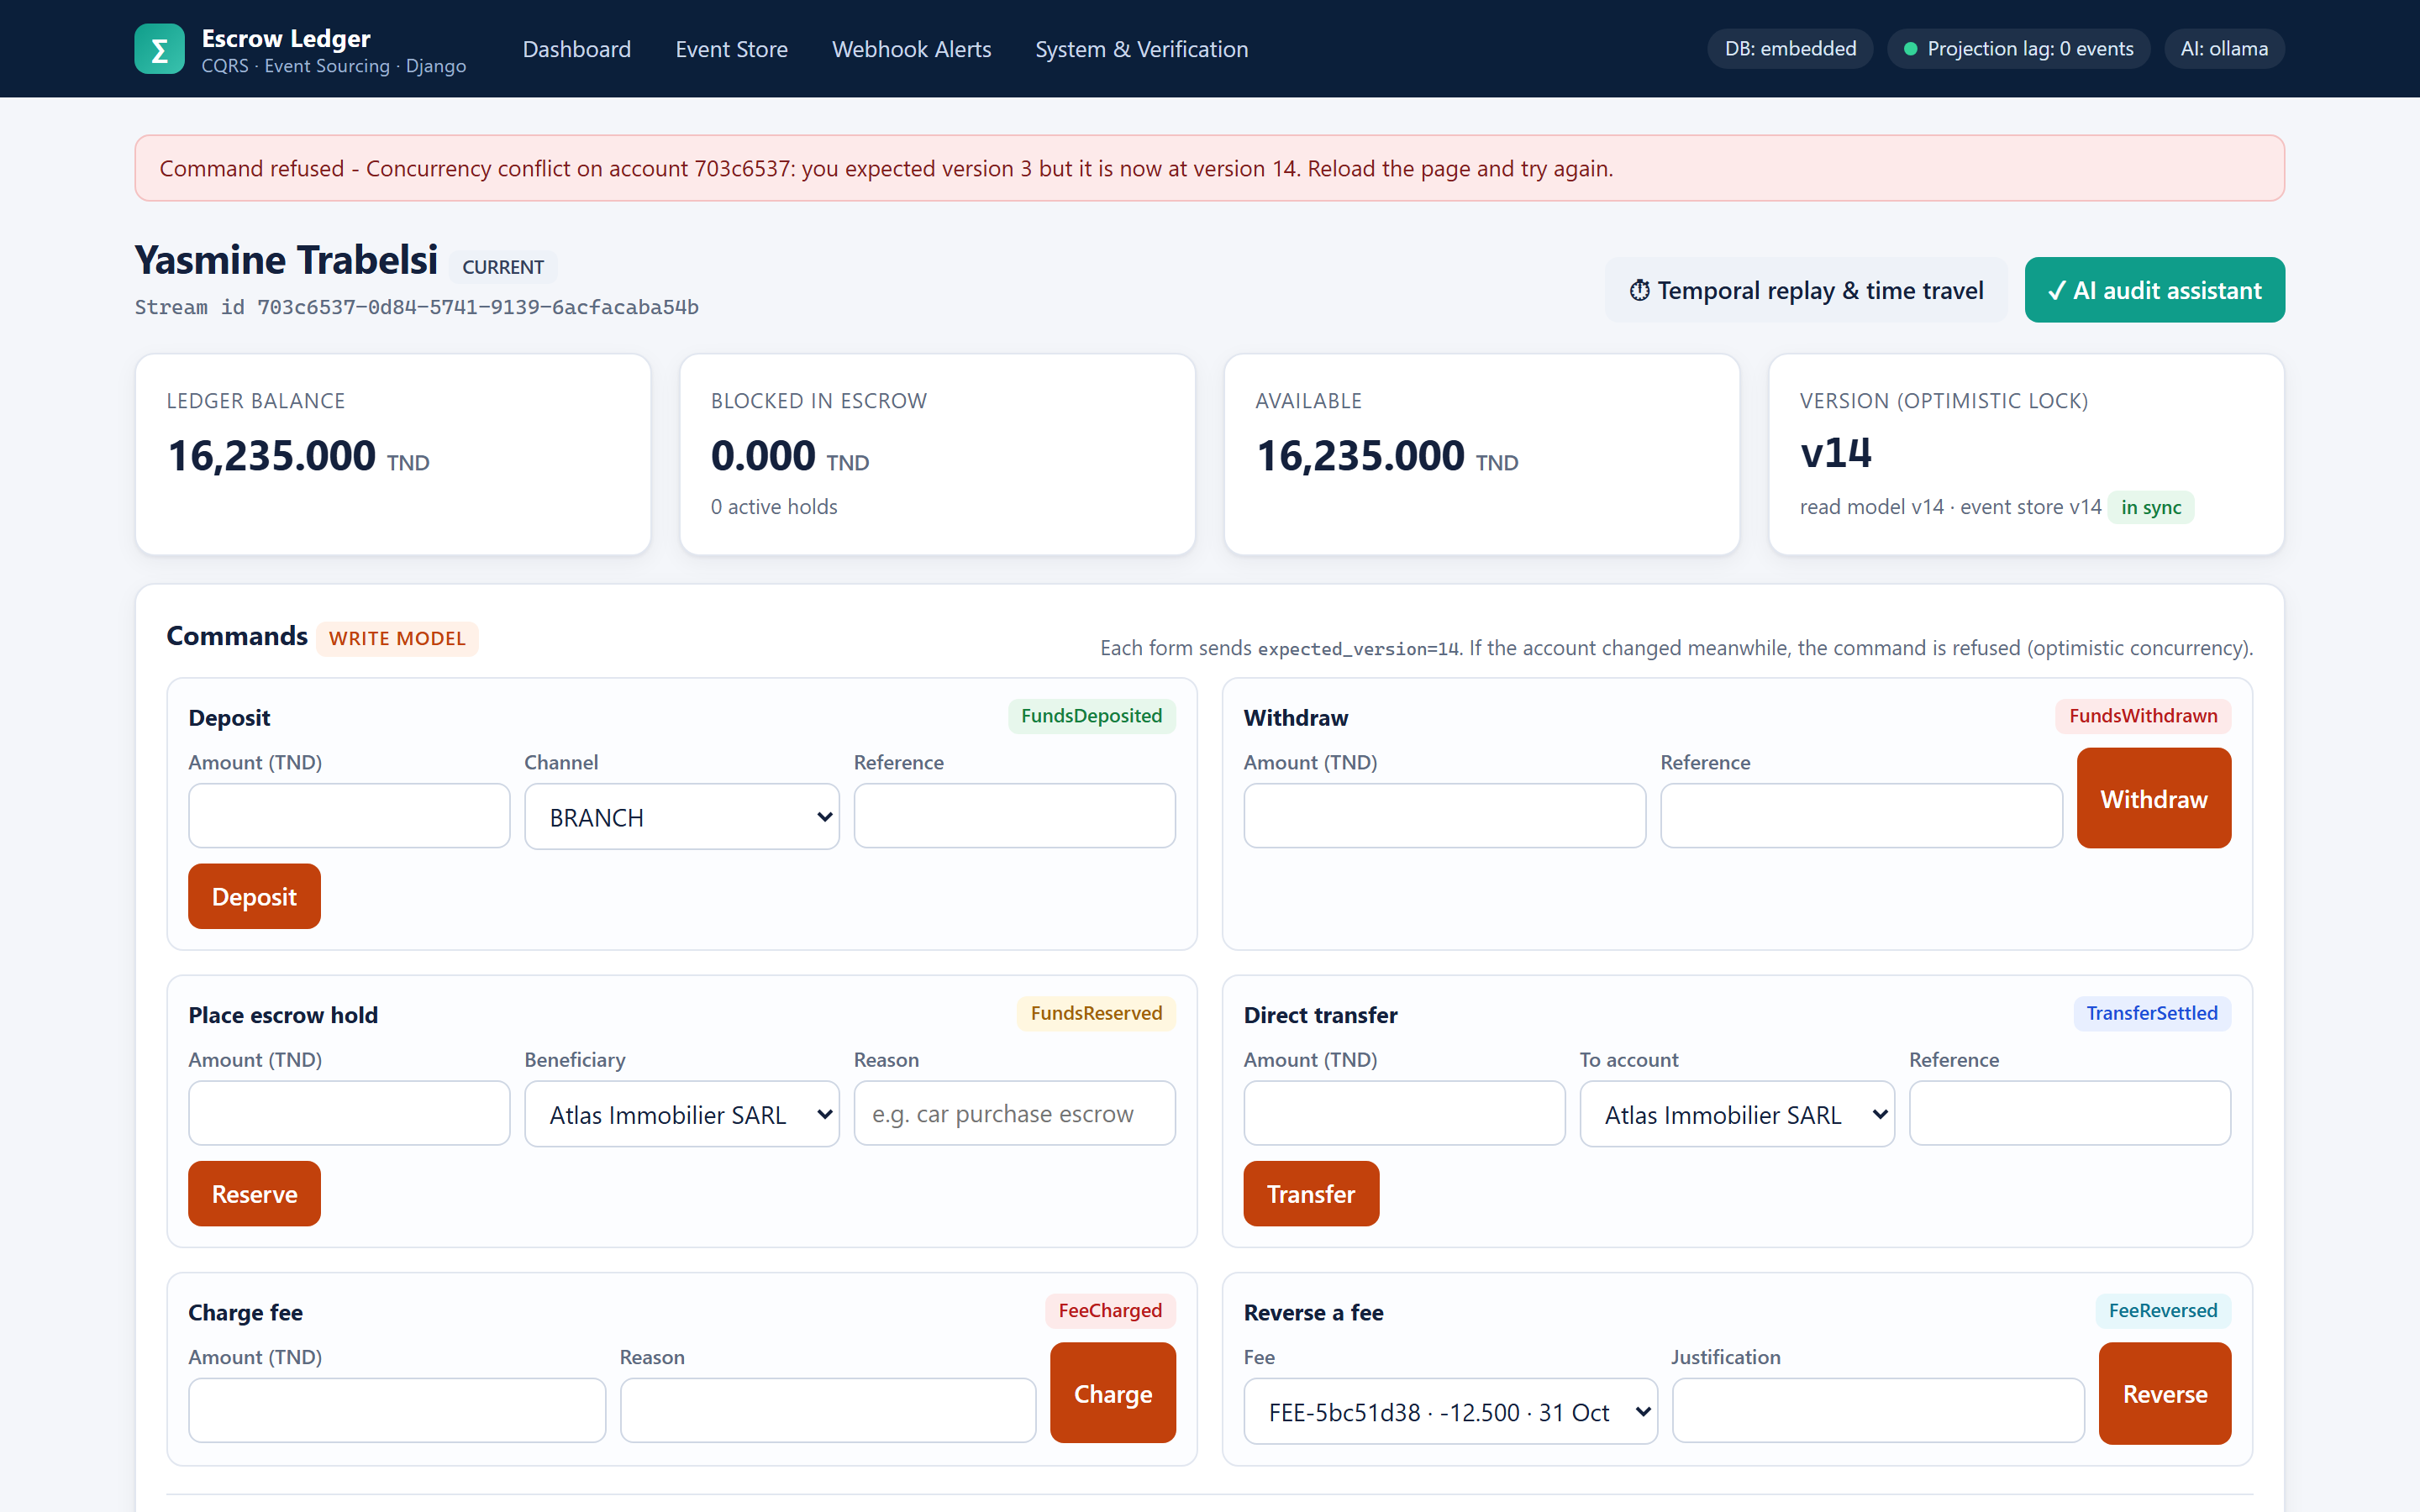 Σ
Escrow Ledger
CQRS · Event Sourcing · Django
Dashboard
Event Store
Webhook Alerts
System & Verification
DB: embedded
Projection lag: 0 events
AI: ollama
Command refused - Concurrency conflict on account 703c6537: you expected version 3 but it is now at version 14. Reload the page and try again.
Yasmine Trabelsi CURRENT
Stream id 703c6537-0d84-5741-9139-6acfacaba54b
⏱ Temporal replay & time travel
✓ AI audit assistant
LEDGER BALANCE
16,235.000 TND
BLOCKED IN ESCROW
0.000 TND
0 active holds
AVAILABLE
16,235.000 TND
VERSION (OPTIMISTIC LOCK)
v14
read model v14 · event store v14 in sync
Commands WRITE MODEL
Each form sends expected_version=14. If the account changed meanwhile, the command is refused (optimistic concurrency).
Deposit
FundsDeposited
Amount (TND)
Channel
Reference
BRANCH
Deposit
Withdraw
FundsWithdrawn
Amount (TND)
Reference
Withdraw
Place escrow hold
FundsReserved
Amount (TND)
Beneficiary
Reason
Atlas Immobilier SARL
e.g. car purchase escrow
Reserve
Direct transfer
TransferSettled
Amount (TND)
To account
Reference
Atlas Immobilier SARL
Transfer
Charge fee
FeeCharged
Amount (TND)
Reason
Charge
Reverse a fee
FeeReversed
Fee
Justification
FEE-5bc51d38 · -12.500 · 31 Oct
Reverse